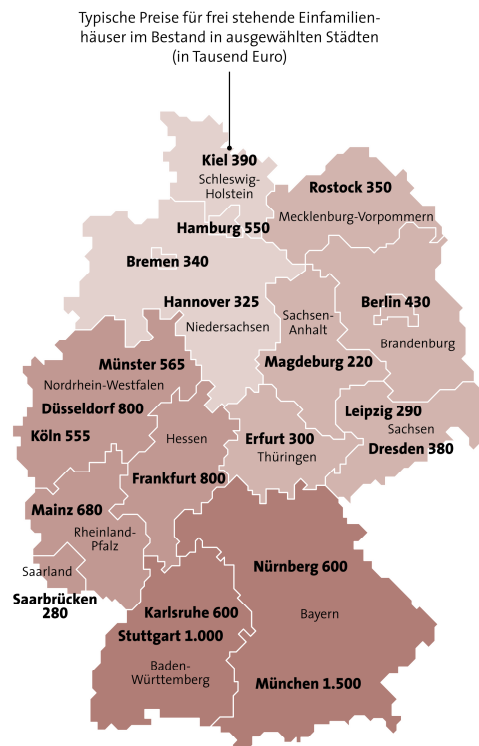 Typische Preise für frei stehende Einfamilien-
häuser im Bestand in ausgewählten Städten
(in Tausend Euro)
Kiel 390
Schleswig-
Holstein
Rostock 350
Mecklenburg-Vorpommern
Hamburg 550
Bremen 340
Hannover 325
Niedersachsen
Sachsen-
Anhalt
Berlin 430
Brandenburg
Münster 565
Nordrhein-Westfalen
Magdeburg 220
Düsseldorf 800
Köln 555
Leipzig 290
Sachsen
Dresden 380
Hessen
Erfurt 300
Thüringen
Frankfurt 800
Mainz 680
Rheinland-
Pfalz
Saarland
Saarbrücken
280
Nürnberg 600
Bayern
Karlsruhe 600
Stuttgart 1.000
Baden-
Württemberg
München 1.500